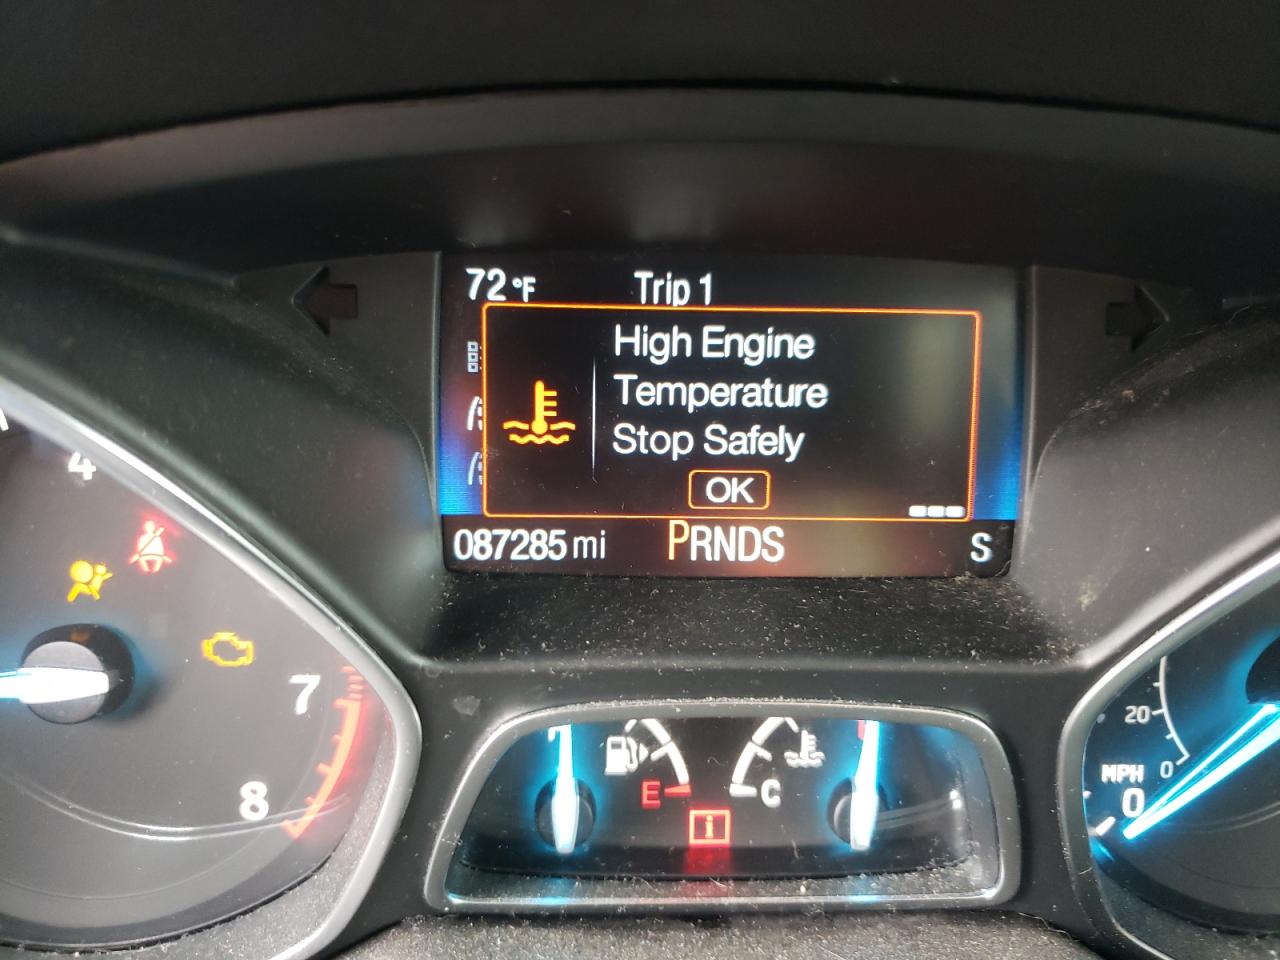 72°F Trip 1
High Engine
Temperature
Stop Safely
OK
087285 mi PRNDS S
4
7
8
E
C
i
20
0
MPH
0